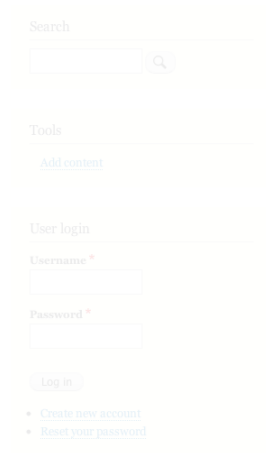 Search
Tools
Add content
User login
Username *
Password *
Log in
Create new account
Reset your password